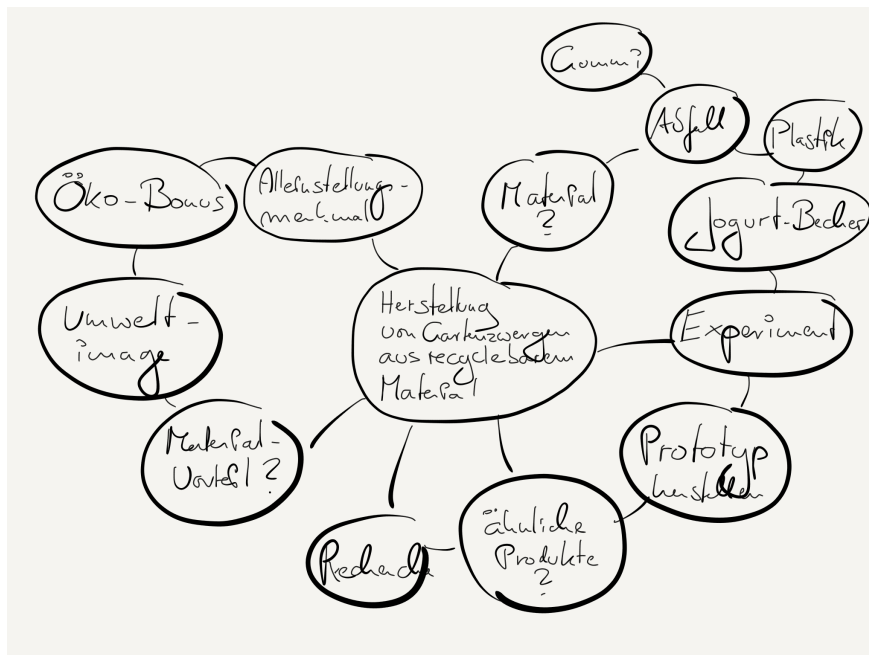 Gummi
Abfall
Plastik
Öko-Bonus
Alleinstellungs-
merkmal
Material
?
Jogurt-Becher
Herstellung
von Gartenzwergen
aus recyclebarem
Material
Umwelt-
image
Experiment
Material-
Vorteil?
Prototyp
herstellen
Recherche
ähnliche
Produkte
?